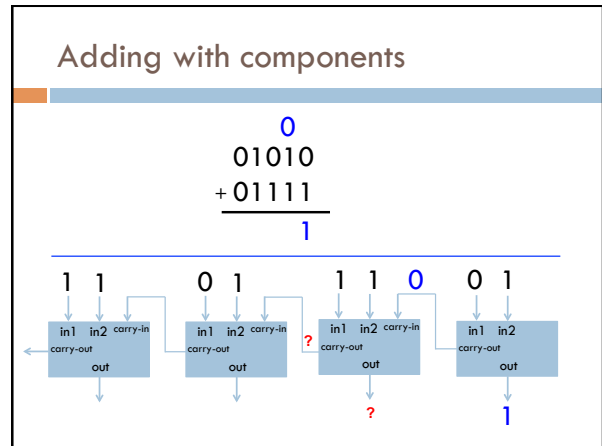 Adding with components
0
01010
+ 01111
1
1 1 0 1 1 1 0 0 1
in1 in2 carry-in in1 in2 carry-in in1 in2 carry-in in1 in2
carry-out carry-out ? carry-out carry-out
out out out out
? 1